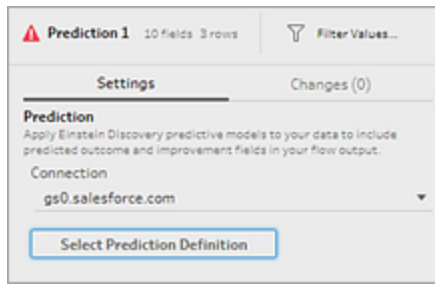 Prediction 1 10 fields 3 rows Filter Values...
Settings Changes (0)
Prediction
Apply Einstein Discovery predictive models to your data to include
predicted outcome and improvement fields in your flow output.
Connection
gs0.salesforce.com
Select Prediction Definition